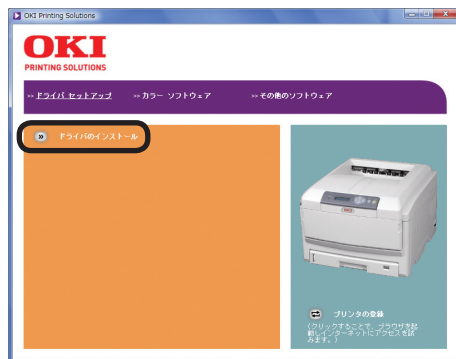 OKI Printing Solutions
OKI
PRINTING SOLUTIONS
»ドライバ セットアップ »カラー ソフトウェア »その他のソフトウェア
» ドライバのインストール
プリンタの登録
(クリックすることで、ブラウザを起
動しインターネットにアクセスを試
みます。)